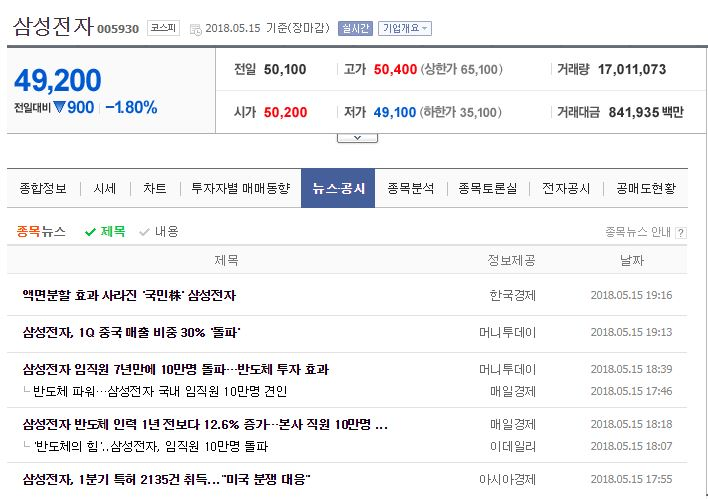 삼성전자 005930 코스피 2018.05.15 기준(장마감) 실시간 기업개요
49,200
전일대비 ▼900 -1.80%
전일 50,100 고가 50,400 (상한가 65,100) 거래량 17,011,073
시가 50,200 저가 49,100 (하한가 35,100) 거래대금 841,935 백만
종합정보 시세 차트 투자자별 매매동향 뉴스·공시 종목분석 종목토론실 전자공시 공매도현황
종목뉴스 제목 내용 종목뉴스 안내 ?
제목 정보제공 날짜
액면분할 효과 사라진 '국민株' 삼성전자 한국경제 2018.05.15 19:16
삼성전자, 1Q 중국 매출 비중 30% '돌파' 머니투데이 2018.05.15 19:13
삼성전자 임직원 7년만에 10만명 돌파…반도체 투자 효과 머니투데이 2018.05.15 18:39
반도체 파워…삼성전자 국내 임직원 10만명 견인 매일경제 2018.05.15 17:46
삼성전자 반도체 인력 1년 전보다 12.6% 증가…본사 직원 10만명 ... 매일경제 2018.05.15 18:18
'반도체의 힘'..삼성전자, 임직원 10만명 돌파 이데일리 2018.05.15 18:07
삼성전자, 1분기 특허 2135건 취득..."미국 분쟁 대응" 아시아경제 2018.05.15 17:55